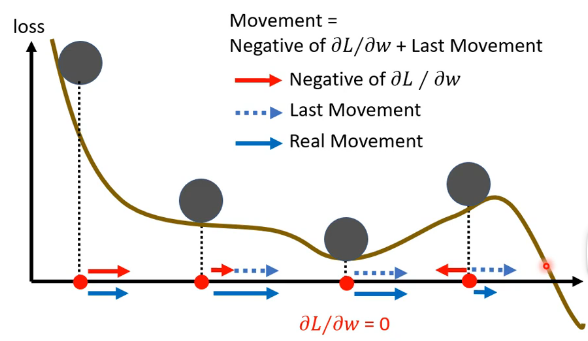 loss
Movement =
Negative of ∂L/∂w + Last Movement
Negative of ∂L / ∂w
Last Movement
Real Movement
∂L/∂w = 0